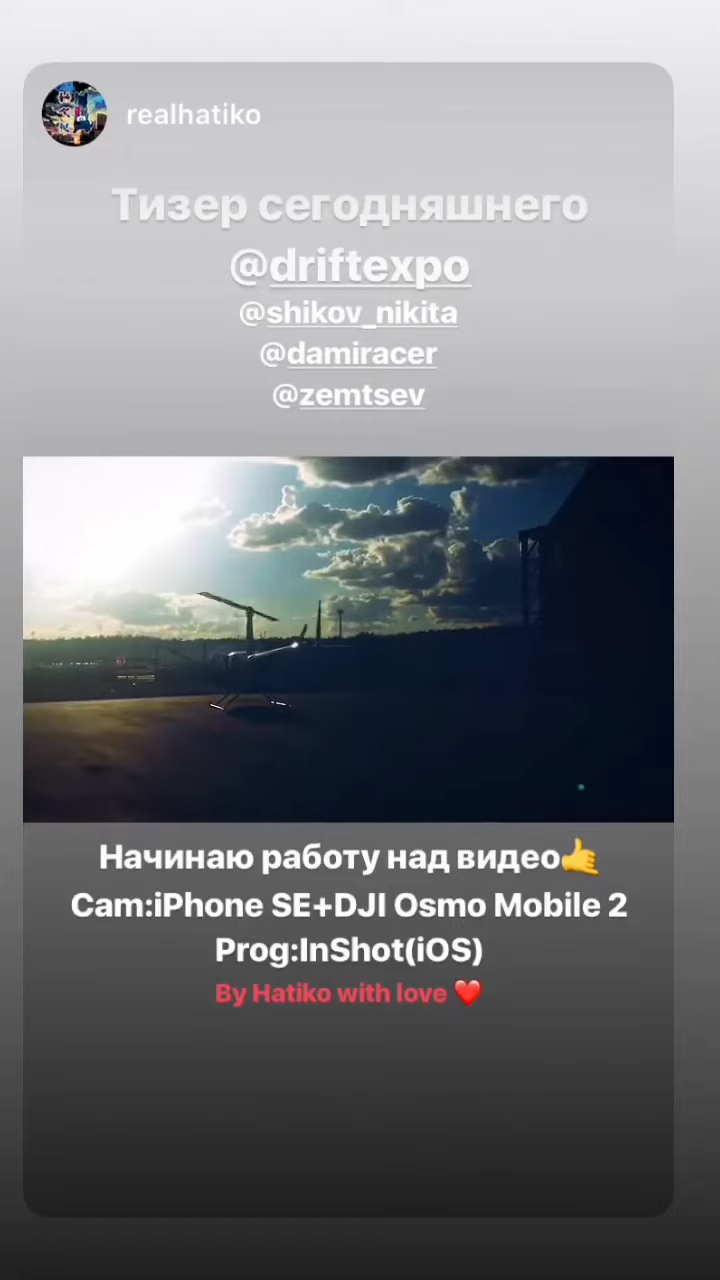 realhatiko
Тизер сегодняшнего
@driftexpo
@shikov_nikita
@damiracer
@zemtsev
Начинаю работу над видео🤙
Cam:iPhone SE+DJI Osmo Mobile 2
Prog:InShot(iOS)
By Hatiko with love ❤️